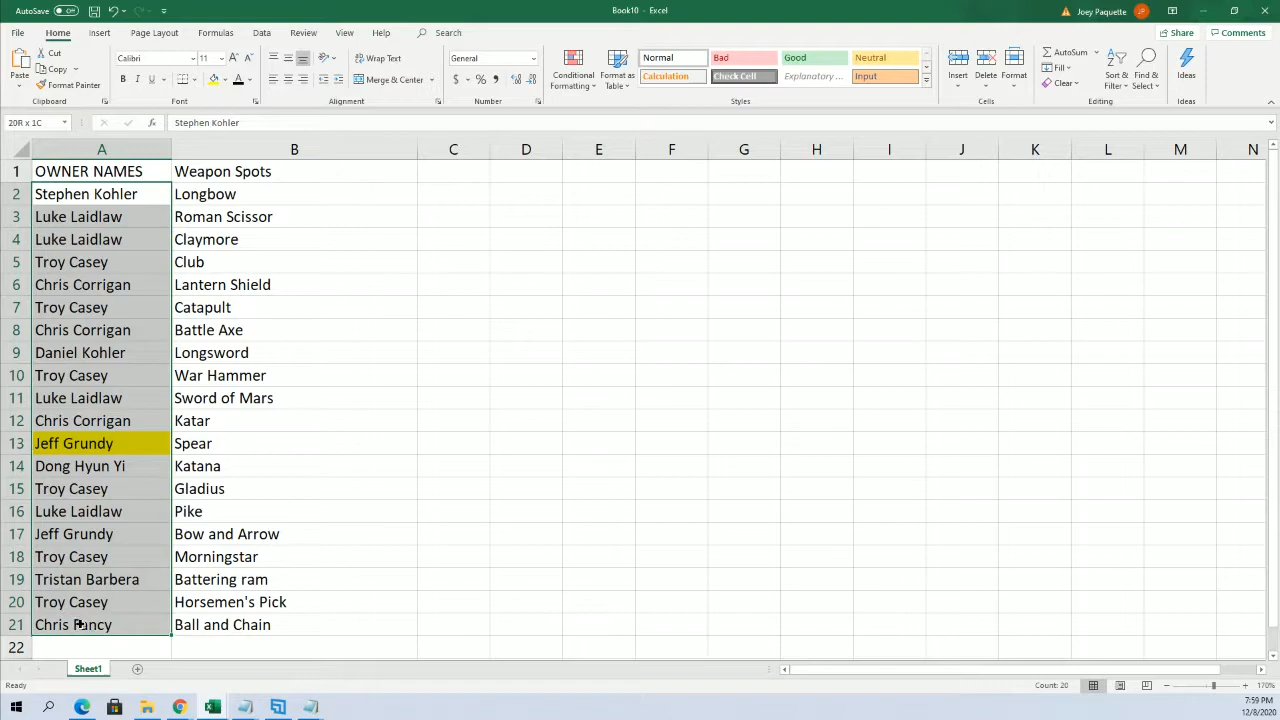 AutoSave Off
Book10 - Excel
Joey Paquette
JP
File Home Insert Page Layout Formulas Data Review View Help Search
Share Comments
Paste
Cut
Copy
Format Painter
Clipboard
Calibri 11
B I U
Font
Wrap Text
Merge & Center
Alignment
General
$ % 
Number
Conditional Formatting
Format as Table
Normal Bad Good Neutral
Calculation Check Cell Explanatory ... Input
Styles
Insert Delete Format
Cells
AutoSum
Fill
Clear
Sort & Filter
Find & Select
Editing
Ideas
Ideas
20R x 1C
fx
Stephen Kohler
A B C D E F G H I J K L M N
1 OWNER NAMES Weapon Spots
2 Stephen Kohler Longbow
3 Luke Laidlaw Roman Scissor
4 Luke Laidlaw Claymore
5 Troy Casey Club
6 Chris Corrigan Lantern Shield
7 Troy Casey Catapult
8 Chris Corrigan Battle Axe
9 Daniel Kohler Longsword
10 Troy Casey War Hammer
11 Luke Laidlaw Sword of Mars
12 Chris Corrigan Katar
13 Jeff Grundy Spear
14 Dong Hyun Yi Katana
15 Troy Casey Gladius
16 Luke Laidlaw Pike
17 Jeff Grundy Bow and Arrow
18 Troy Casey Morningstar
19 Tristan Barbera Battering ram
20 Troy Casey Horsemen's Pick
21 Chris Ball and Chain
22
Sheet1
Ready
Count: 20
170%
7:59 PM
12/8/2020